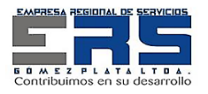 EMPRESA REGIONAL DE SERVICIOS
ERS
GOMEZ PLATA LTDA.
Contribuimos en su desarrollo